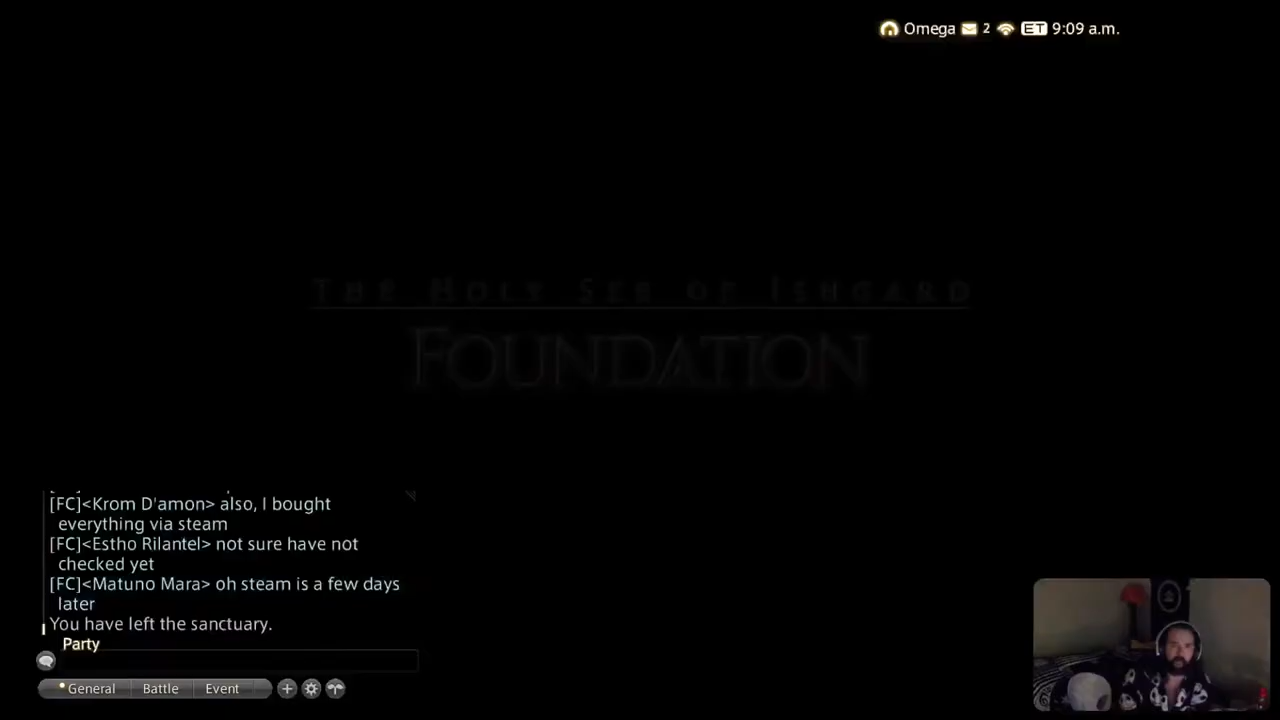 Omega 2 ET 9:09 a.m.
THE HOLY SEE OF ISHGARD
FOUNDATION
[FC]<Krom D'amon> also, I bought
everything via steam
[FC]<Estho Rilantel> not sure have not
checked yet
[FC]<Matuno Mara> oh steam is a few days
later
You have left the sanctuary.
Party
General Battle Event